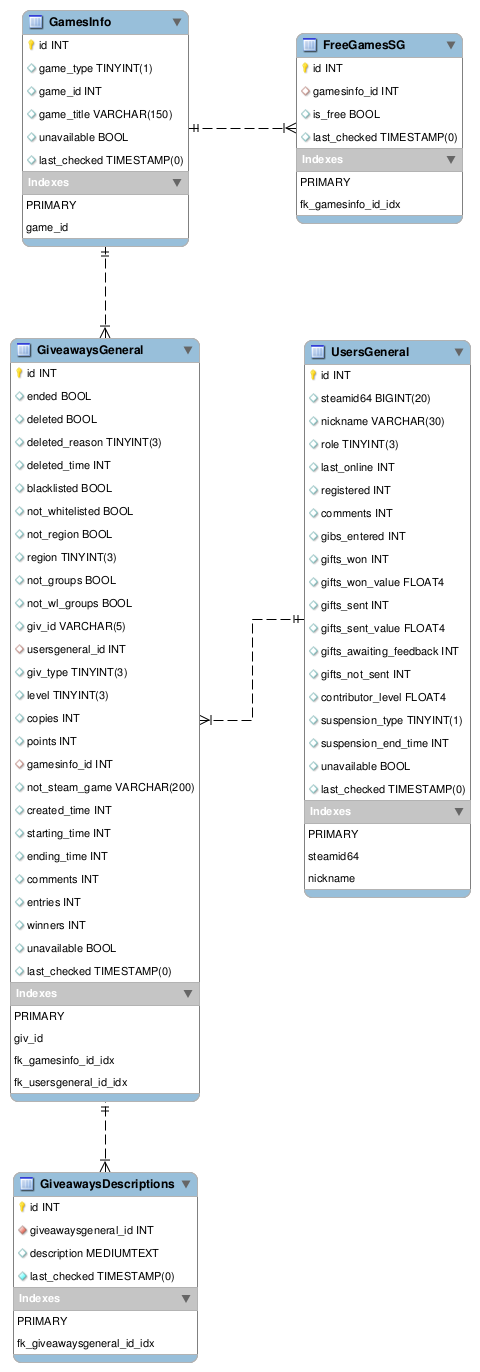 GamesInfo
id INT
game_type TINYINT(1)
game_id INT
game_title VARCHAR(150)
unavailable BOOL
last_checked TIMESTAMP(0)
Indexes
PRIMARY
game_id
FreeGamesSG
id INT
gamesinfo_id INT
is_free BOOL
last_checked TIMESTAMP(0)
Indexes
PRIMARY
fk_gamesinfo_id_idx
GiveawaysGeneral
id INT
ended BOOL
deleted BOOL
deleted_reason TINYINT(3)
deleted_time INT
blacklisted BOOL
not_whitelisted BOOL
not_region BOOL
region TINYINT(3)
not_groups BOOL
not_wl_groups BOOL
giv_id VARCHAR(5)
usersgeneral_id INT
giv_type TINYINT(3)
level TINYINT(3)
copies INT
points INT
gamesinfo_id INT
not_steam_game VARCHAR(200)
created_time INT
starting_time INT
ending_time INT
comments INT
entries INT
winners INT
unavailable BOOL
last_checked TIMESTAMP(0)
Indexes
PRIMARY
giv_id
fk_gamesinfo_id_idx
fk_usersgeneral_id_idx
UsersGeneral
id INT
steamid64 BIGINT(20)
nickname VARCHAR(30)
role TINYINT(3)
last_online INT
registered INT
comments INT
gibs_entered INT
gifts_won INT
gifts_won_value FLOAT4
gifts_sent INT
gifts_sent_value FLOAT4
gifts_awaiting_feedback INT
gifts_not_sent INT
contributor_level FLOAT4
suspension_type TINYINT(1)
suspension_end_time INT
unavailable BOOL
last_checked TIMESTAMP(0)
Indexes
PRIMARY
steamid64
nickname
GiveawaysDescriptions
id INT
giveawaysgeneral_id INT
description MEDIUMTEXT
last_checked TIMESTAMP(0)
Indexes
PRIMARY
fk_giveawaysgeneral_id_idx